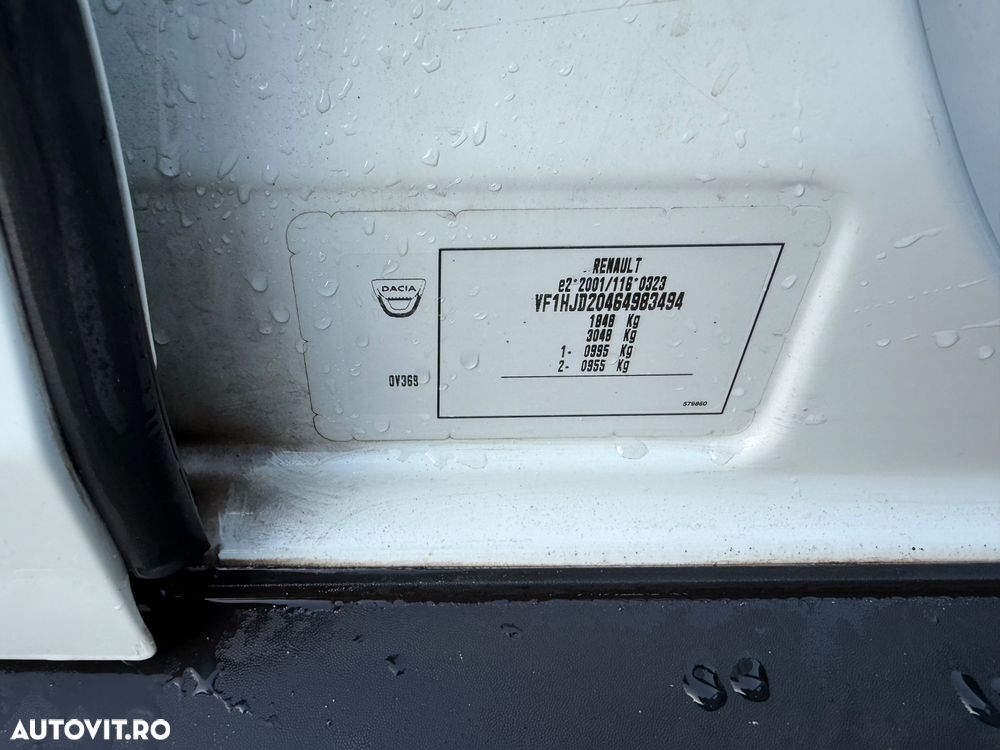 RENAULT
e2*2001/116*0323
VF1HJD20464983494
1848 Kg
3048 Kg
1- 0995 Kg
2- 0955 Kg
DACIA
0V369
579860
AUTOVIT.RO